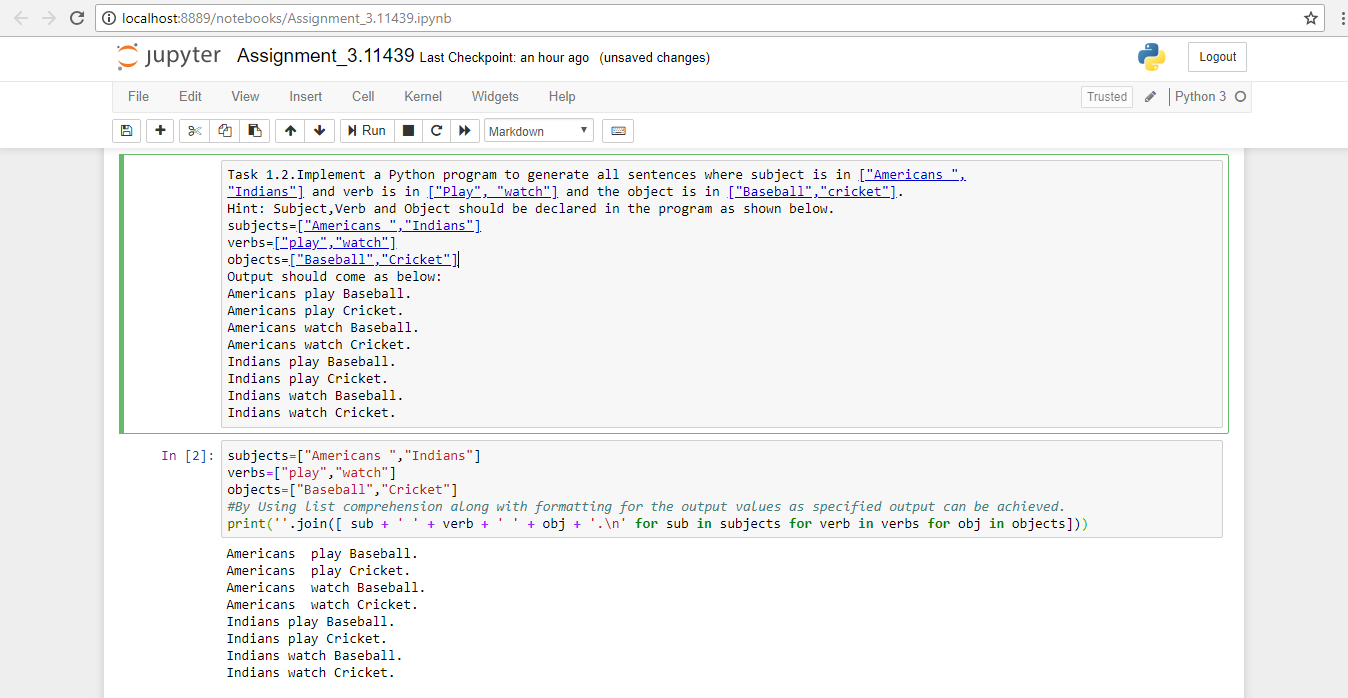 localhost:8889/notebooks/Assignment_3.11439.ipynb
jupyter Assignment_3.11439 Last Checkpoint: an hour ago (unsaved changes)
Logout
File Edit View Insert Cell Kernel Widgets Help
Trusted Python 3
Run Markdown
Task 1.2.Implement a Python program to generate all sentences where subject is in ["Americans ",
"Indians"] and verb is in ["Play", "watch"] and the object is in ["Baseball","cricket"].
Hint: Subject,Verb and Object should be declared in the program as shown below.
subjects=["Americans ","Indians"]
verbs=["play","watch"]
objects=["Baseball","Cricket"]
Output should come as below:
Americans play Baseball.
Americans play Cricket.
Americans watch Baseball.
Americans watch Cricket.
Indians play Baseball.
Indians play Cricket.
Indians watch Baseball.
Indians watch Cricket.
In [2]: subjects=["Americans ","Indians"]
verbs=["play","watch"]
objects=["Baseball","Cricket"]
#By Using list comprehension along with formatting for the output values as specified output can be achieved.
print(''.join([ sub + ' ' + verb + ' ' + obj + '.\n' for sub in subjects for verb in verbs for obj in objects]))
Americans  play Baseball.
Americans  play Cricket.
Americans  watch Baseball.
Americans  watch Cricket.
Indians play Baseball.
Indians play Cricket.
Indians watch Baseball.
Indians watch Cricket.